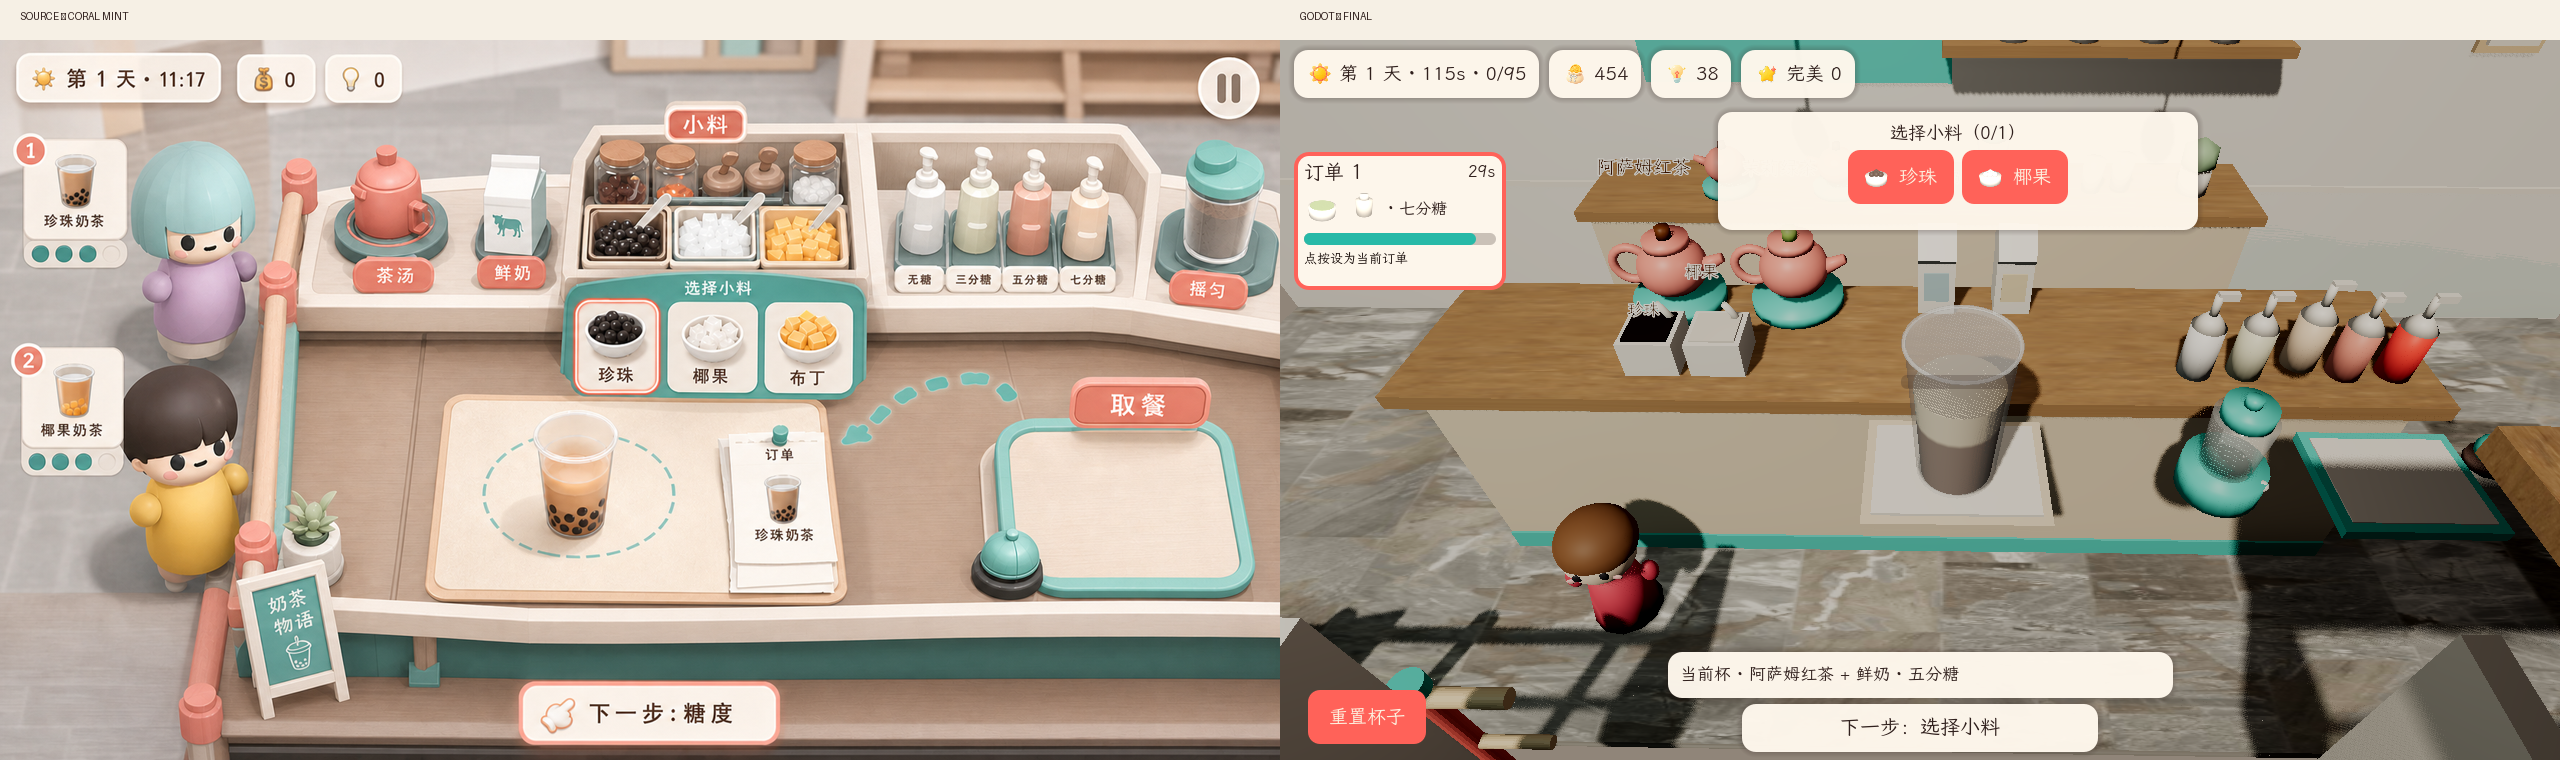 SOURCE CORAL MINT
第 1 天・11:17
0
0
1
珍珠奶茶
2
椰果奶茶
小料
茶汤
鲜奶
无糖
三分糖
五分糖
七分糖
摇匀
选择小料
珍珠
椰果
布丁
取餐
订单
珍珠奶茶
奶茶
物语
下一步:糖度
GODOT FINAL
第 1 天・115s・0/95
454
38
完美 0
选择小料 (0/1)
珍珠
椰果
订单 1
29s
・七分糖
点按设为当前订单
阿萨姆红茶
椰果
珍珠
当前杯・阿萨姆红茶 + 鲜奶・五分糖
重置杯子
下一步: 选择小料